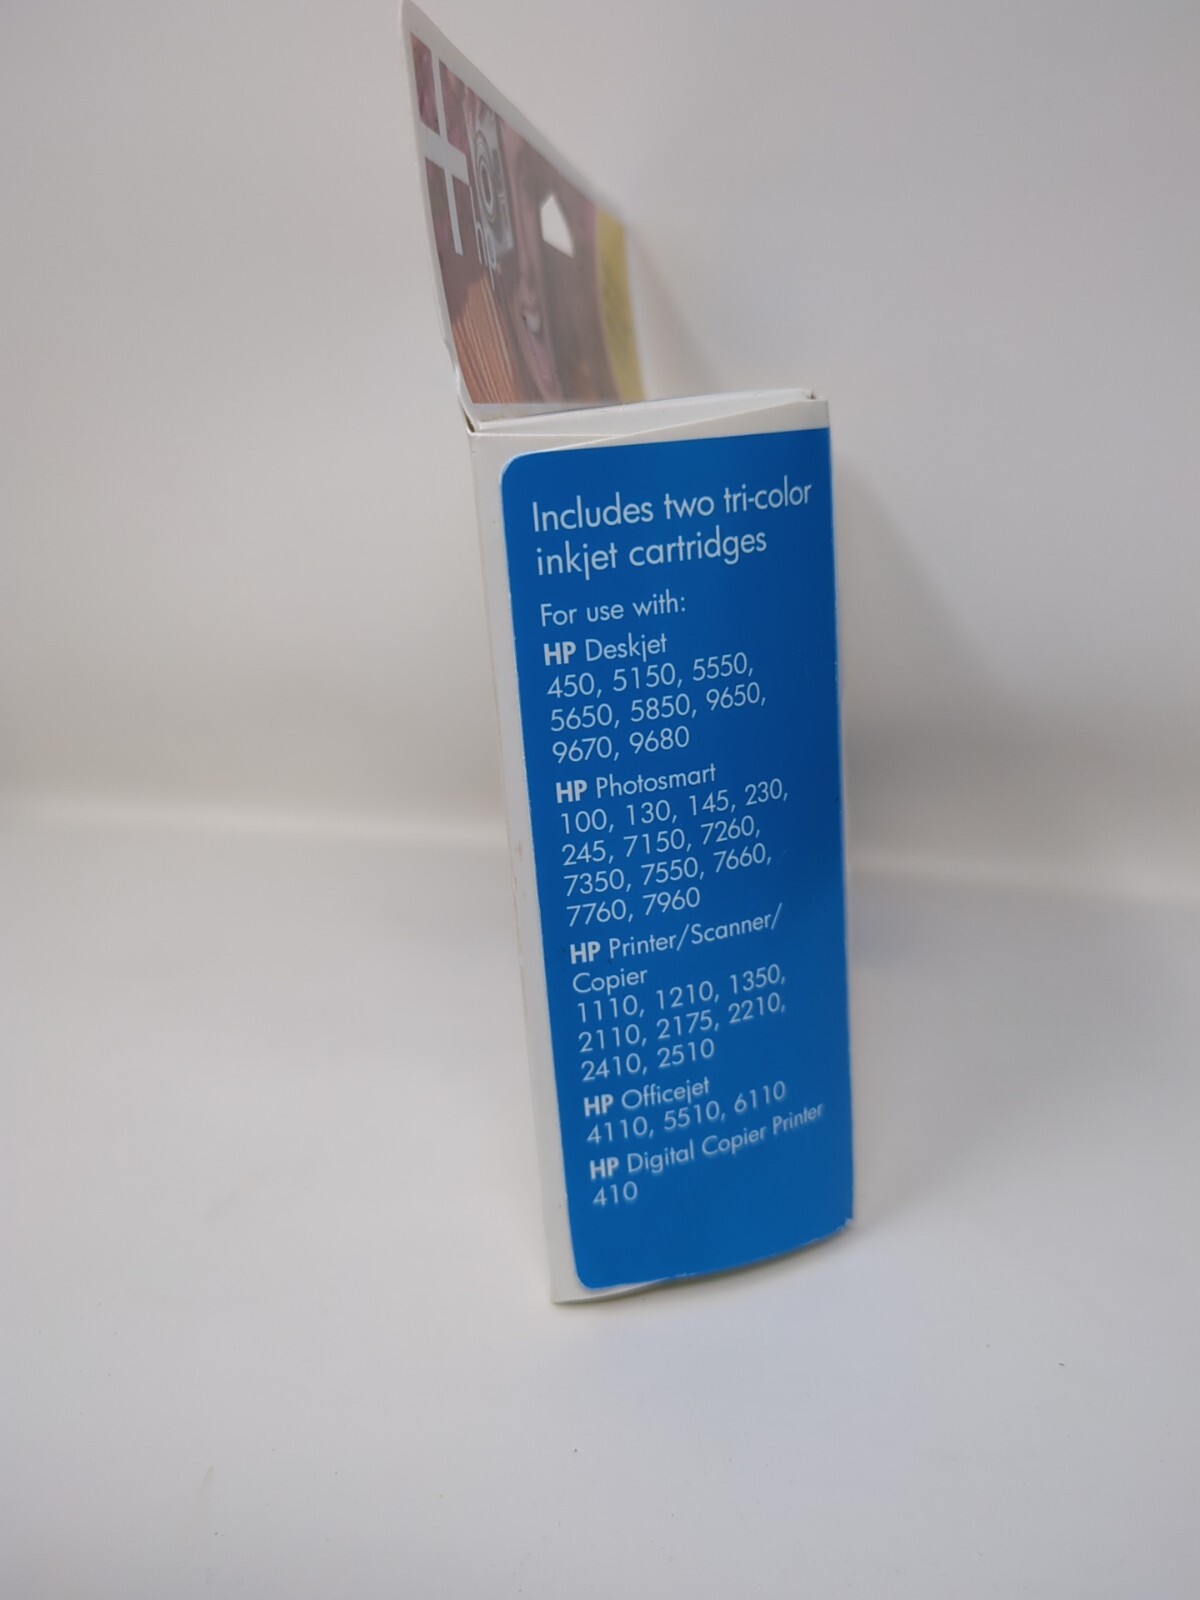 hp
Includes two tri-color
inkjet cartridges
For use with:
HP Deskjet
450, 5150, 5550,
5650, 5850, 9650,
9670, 9680
HP Photosmart
100, 130, 145, 230,
245, 7150, 7260,
7350, 7550, 7660,
7760, 7960
HP Printer/Scanner/
Copier
1110, 1210, 1350,
2110, 2175, 2210,
2410, 2510
HP Officejet
4110, 5510, 6110
HP Digital Copier Printer
410